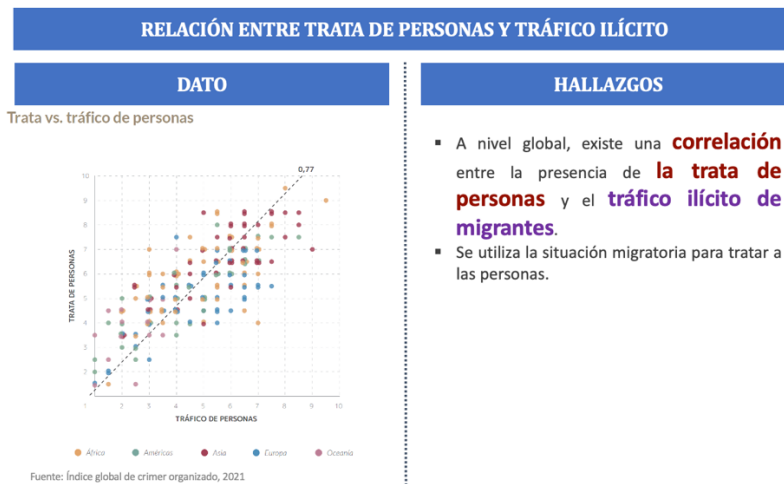 RELACIÓN ENTRE TRATA DE PERSONAS Y TRÁFICO ILÍCITO
DATO
Trata vs. tráfico de personas
0,77
10
9
8
7
6
5
4
3
2
1
2
3
4
5
6
7
8
9
10
TRATA DE PERSONAS
TRÁFICO DE PERSONAS
África
Américas
Asia
Europa
Oceanía
Fuente: Índice global de crimer organizado, 2021
HALLAZGOS
▪ A nivel global, existe una correlación
entre la presencia de la trata de
personas y el tráfico ilícito de
migrantes.
▪ Se utiliza la situación migratoria para tratar a
las personas.